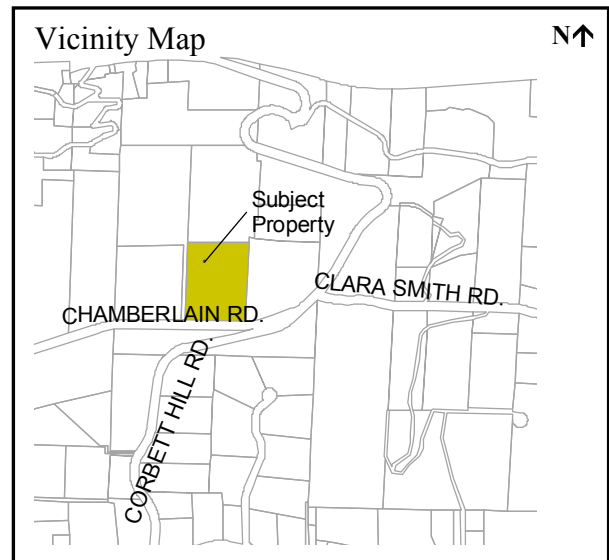 Vicinity Map
N↑
Subject
Property
CLARA SMITH RD.
CHAMBERLAIN RD.
CORBETT HILL RD.